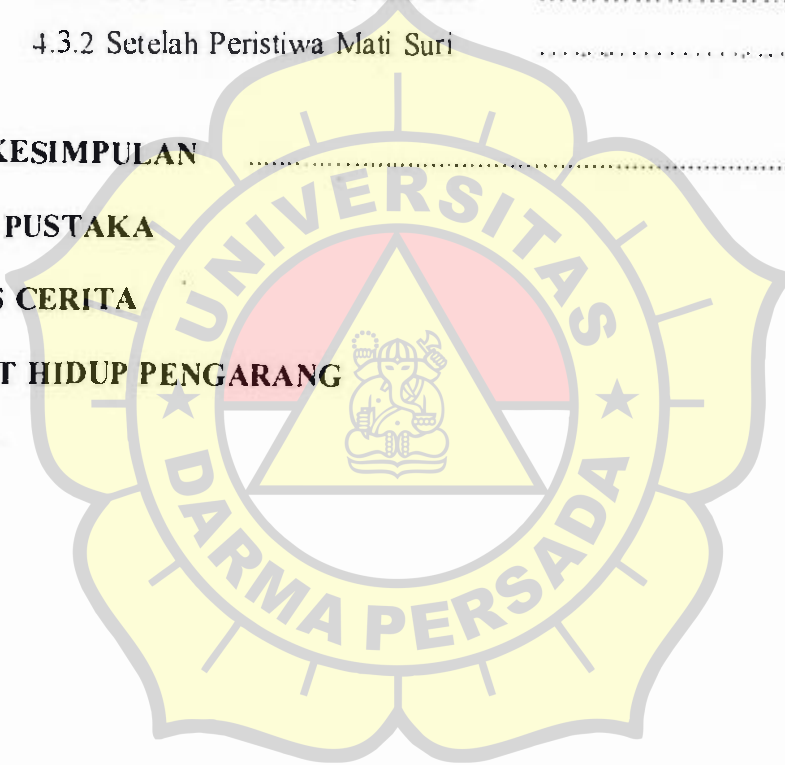 4.3.2 Setelah Peristiwa Mati Suri ..............................
KESIMPULAN ..............................................................
PUSTAKA
CERITA
HIDUP PENGARANG
UNIVERSITAS
DARMA PERSADA